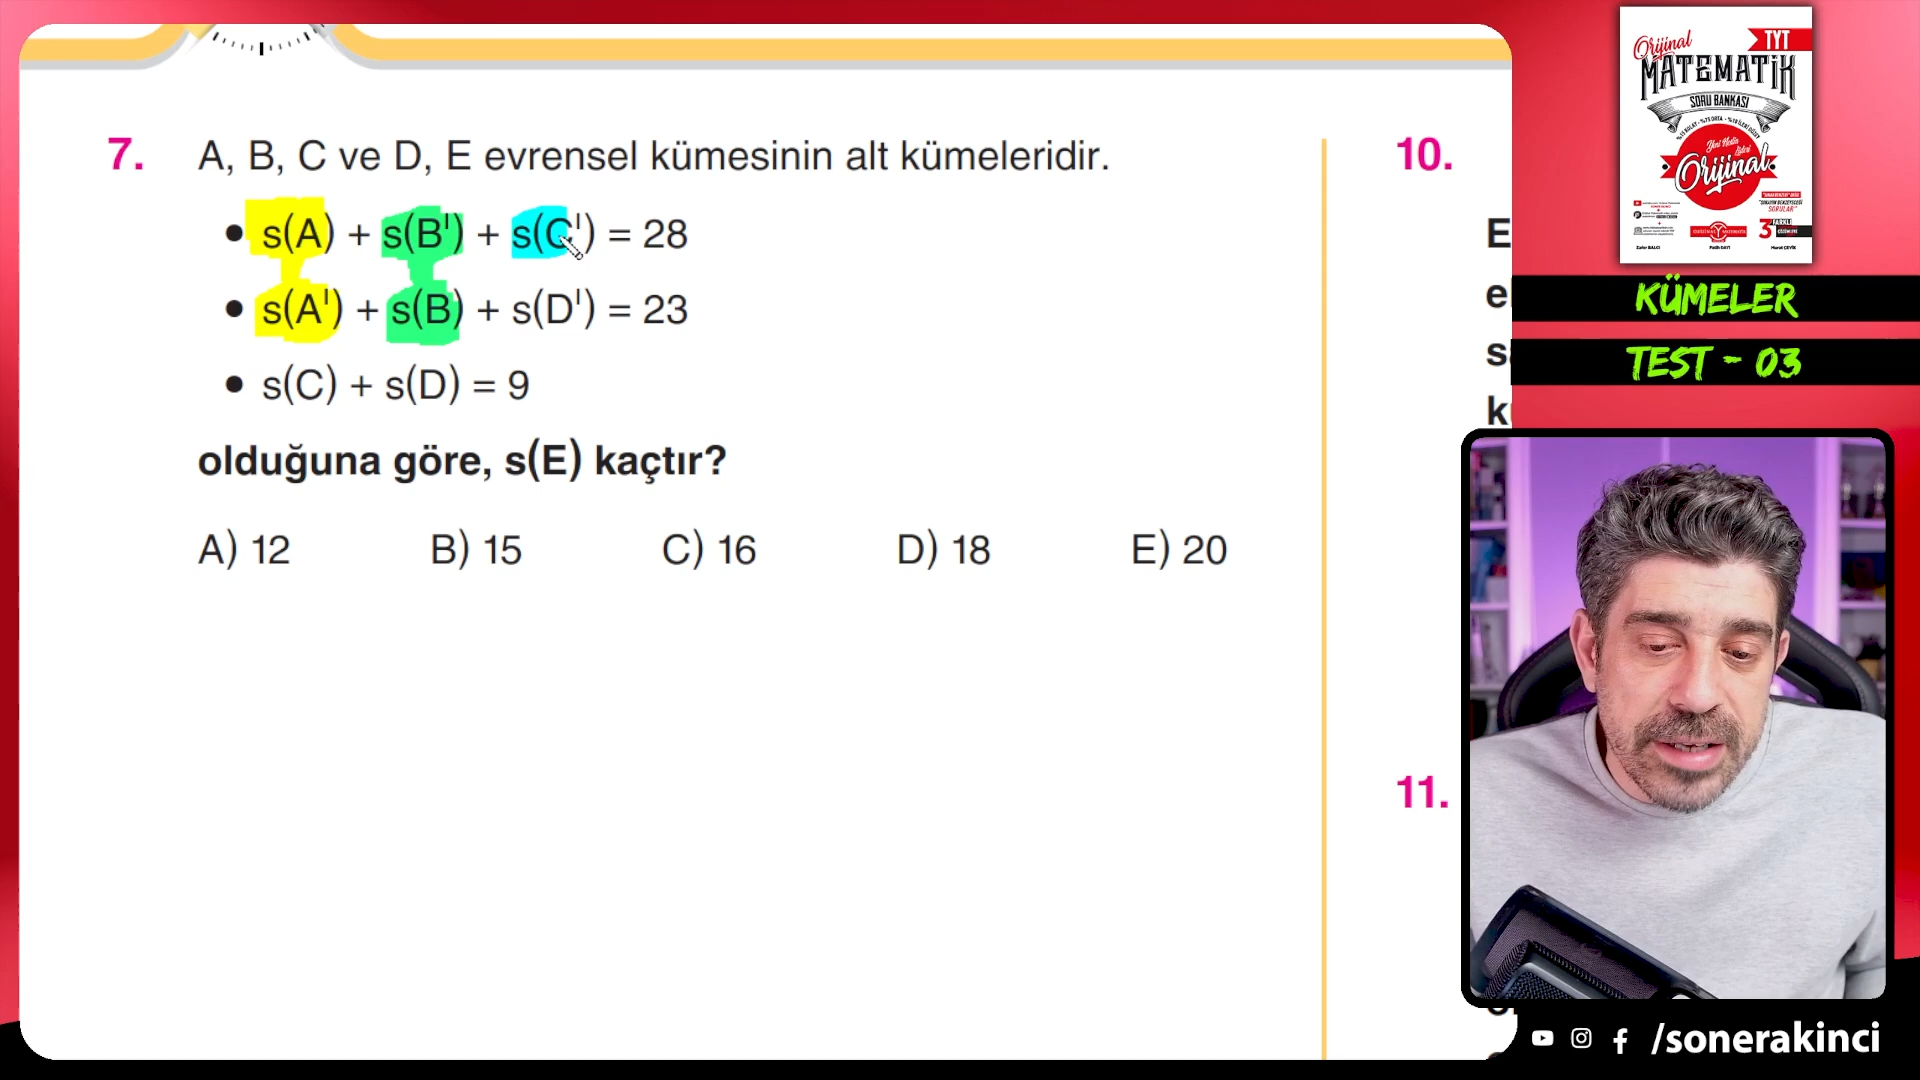 7. A, B, C ve D, E evrensel kümesinin alt kümeleridir.
• s(A) + s(B') + s(C') = 28
• s(A') + s(B) + s(D') = 23
• s(C) + s(D) = 9
olduğuna göre, s(E) kaçtır?
A) 12 B) 15 C) 16 D) 18 E) 20
10.
E
e
s
k
11.
Orijinal
TYT
MATEMATİK
SORU BANKASI
Orijinal
KÜMELER
TEST - 03
/sonerakinci